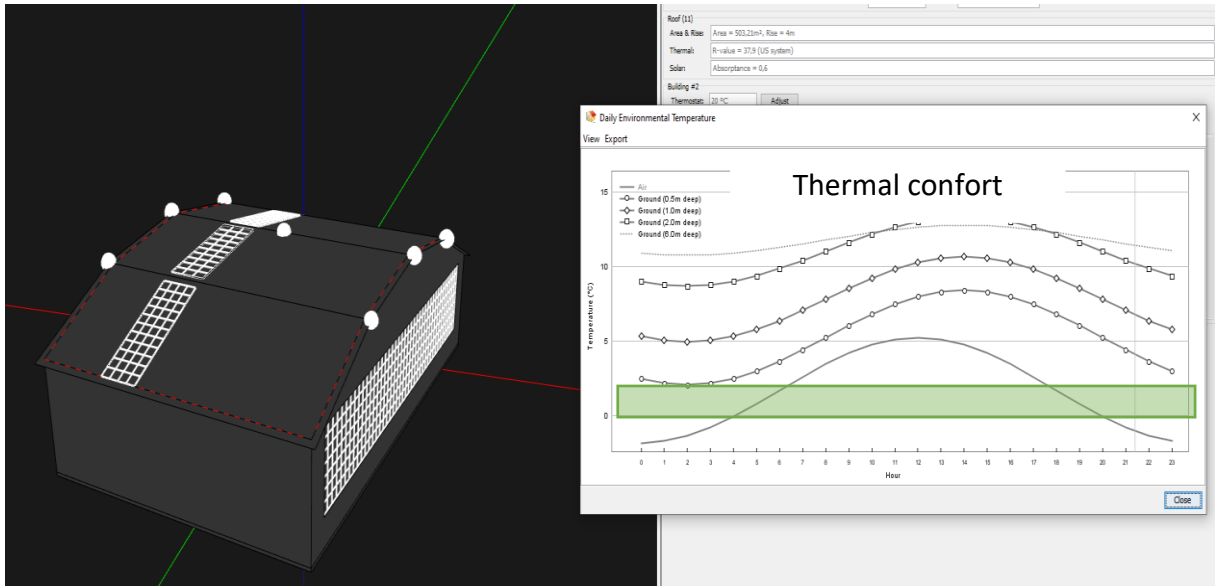 Roof (11)
Area & Rise: Area = 503.21m², Rise = 4m
Thermal: R-value = 37,9 (US system)
Solar: Absorptance = 0,6
Building #2
Thermostat: 20 ºC Adjust
Daily Environmental Temperature X
View Export
Thermal confort
Air
Ground (0.5m deep)
Ground (1.0m deep)
Ground (2.0m deep)
Ground (6.0m deep)
15
10
5
0
Temperature (ºC)
0 1 2 3 4 5 6 7 8 9 10 11 12 13 14 15 16 17 18 19 20 21 22 23
Hour
Close